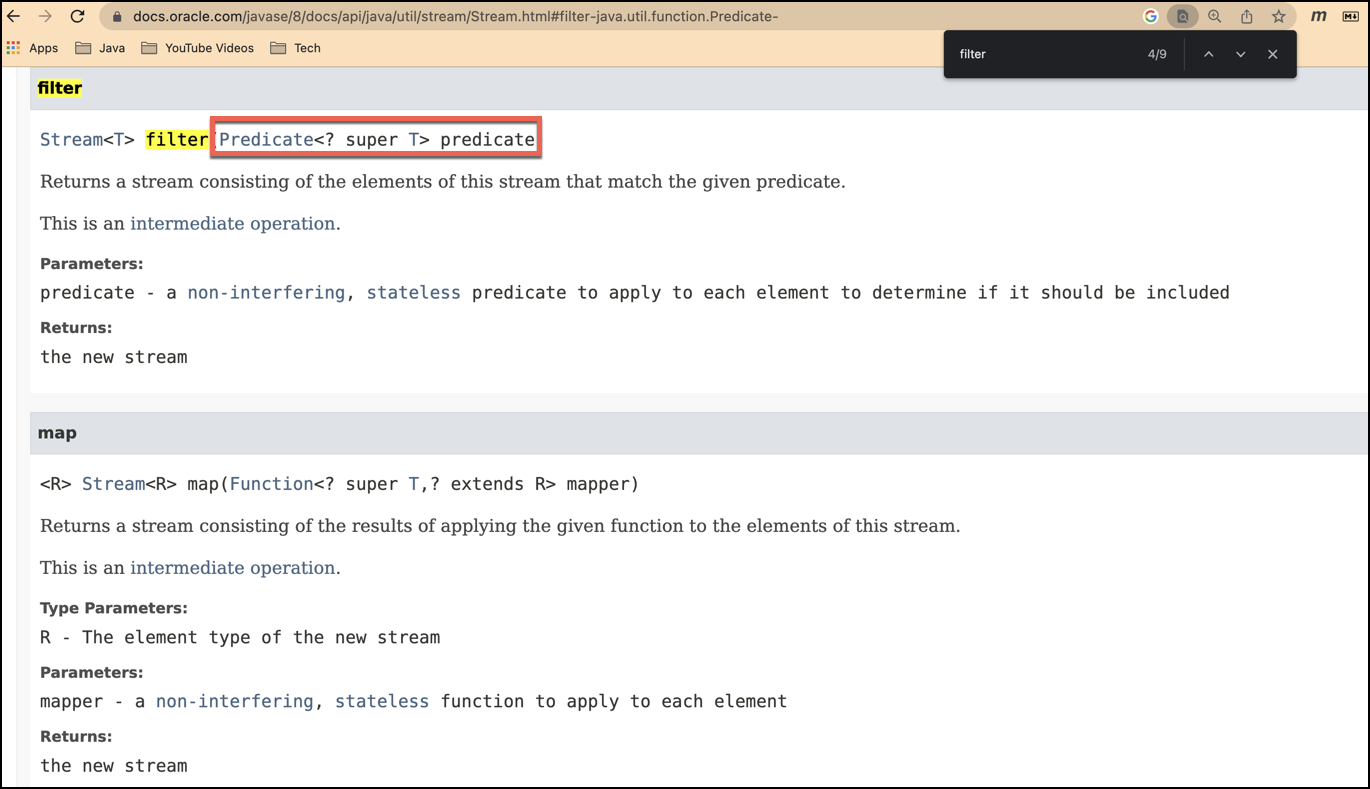 docs.oracle.com/javase/8/docs/api/java/util/stream/Stream.html#filter-java.util.function.Predicate-
m
M
Apps Java YouTube Videos Tech
filter 4/9
filter
Stream<T> filter(Predicate<? super T> predicate
Returns a stream consisting of the elements of this stream that match the given predicate.
This is an intermediate operation.
Parameters:
predicate - a non-interfering, stateless predicate to apply to each element to determine if it should be included
Returns:
the new stream
map
<R> Stream<R> map(Function<? super T,? extends R> mapper)
Returns a stream consisting of the results of applying the given function to the elements of this stream.
This is an intermediate operation.
Type Parameters:
R - The element type of the new stream
Parameters:
mapper - a non-interfering, stateless function to apply to each element
Returns:
the new stream